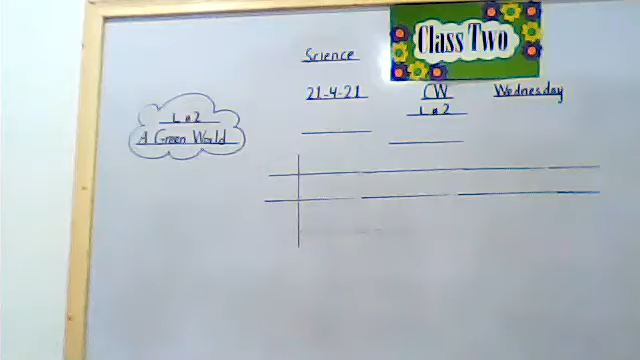 Class Two
Science
21-4-21 CW Wednesday
L # 2
L # 2
A Green World